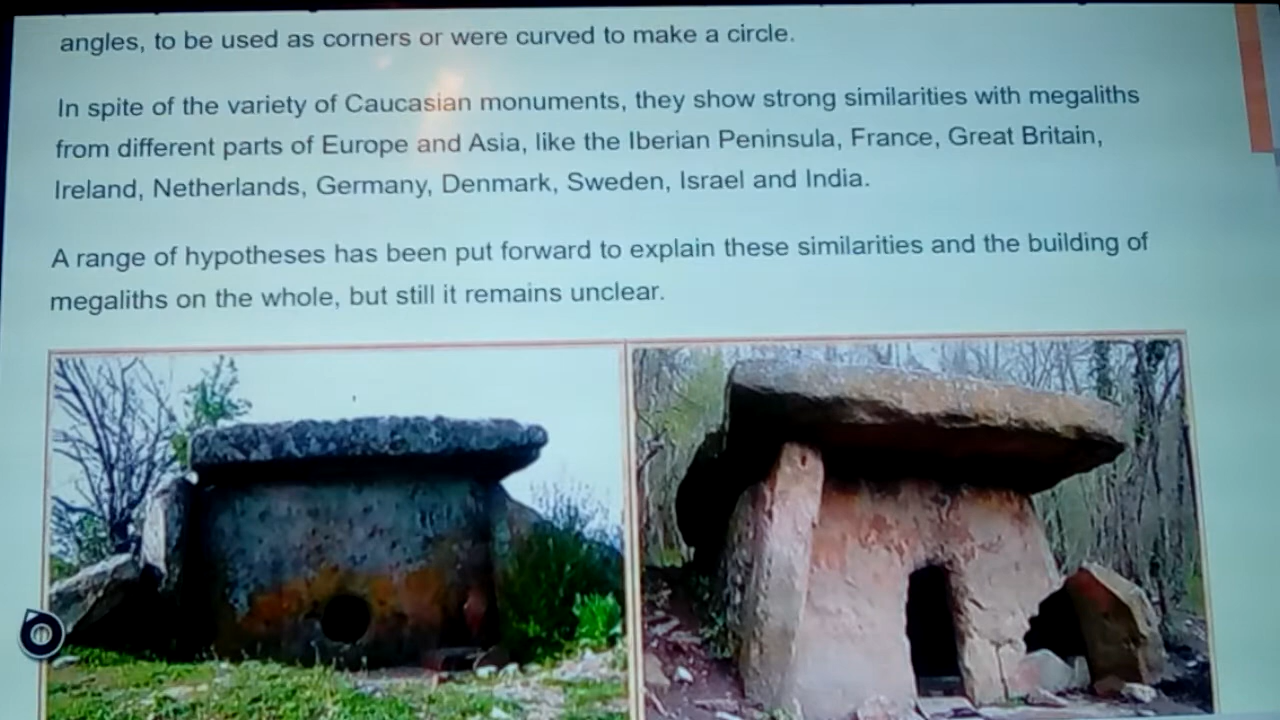 angles, to be used as corners or were curved to make a circle.
In spite of the variety of Caucasian monuments, they show strong similarities with megaliths
from different parts of Europe and Asia, like the Iberian Peninsula, France, Great Britain,
Ireland, Netherlands, Germany, Denmark, Sweden, Israel and India.
A range of hypotheses has been put forward to explain these similarities and the building of
megaliths on the whole, but still it remains unclear.